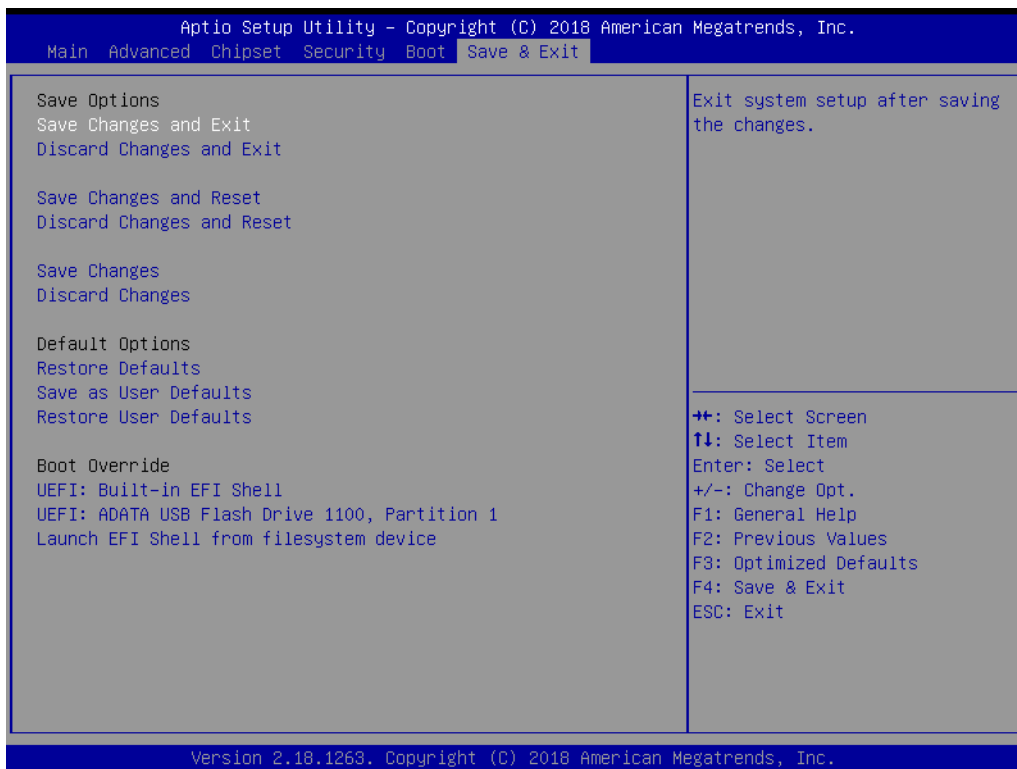 Aptio Setup Utility – Copyright (C) 2018 American Megatrends, Inc.
Main Advanced Chipset Security Boot Save & Exit
Save Options
Save Changes and Exit
Discard Changes and Exit
Save Changes and Reset
Discard Changes and Reset
Save Changes
Discard Changes
Default Options
Restore Defaults
Save as User Defaults
Restore User Defaults
Boot Override
UEFI: Built-in EFI Shell
UEFI: ADATA USB Flash Drive 1100, Partition 1
Launch EFI Shell from filesystem device
Exit system setup after saving
the changes.
→←: Select Screen
↑↓: Select Item
Enter: Select
+/-: Change Opt.
F1: General Help
F2: Previous Values
F3: Optimized Defaults
F4: Save & Exit
ESC: Exit
Version 2.18.1263. Copyright (C) 2018 American Megatrends, Inc.